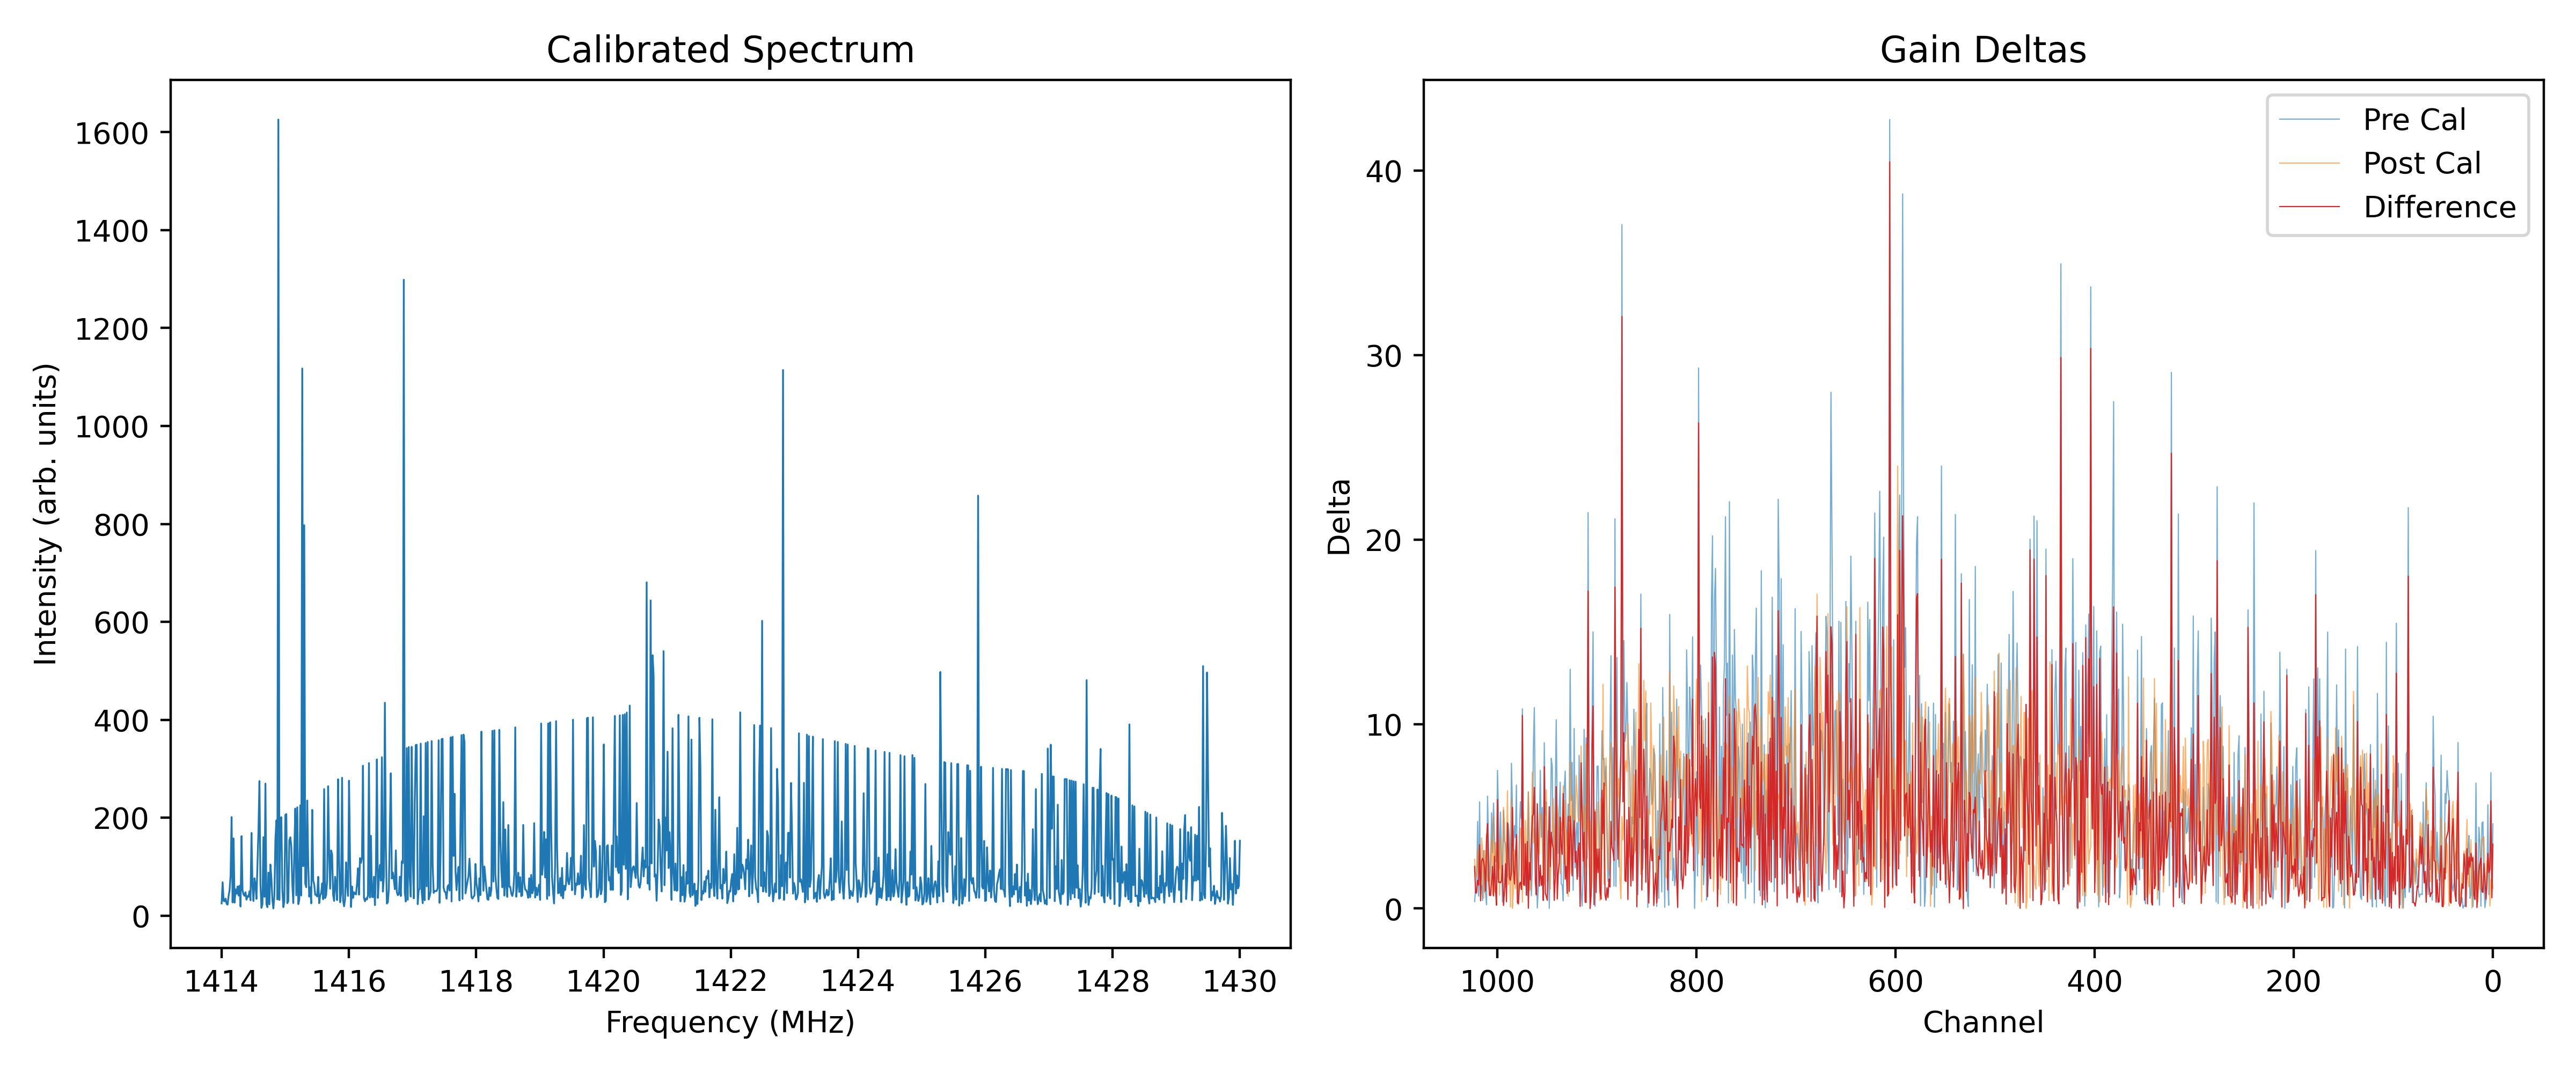 Calibrated Spectrum
1600
1400
1200
1000
800
600
400
200
0
Intensity (arb. units)
1414 1416 1418 1420 1422 1424 1426 1428 1430
Frequency (MHz)
Gain Deltas
Pre Cal
Post Cal
Difference
40
30
20
10
0
Delta
1000 800 600 400 200 0
Channel